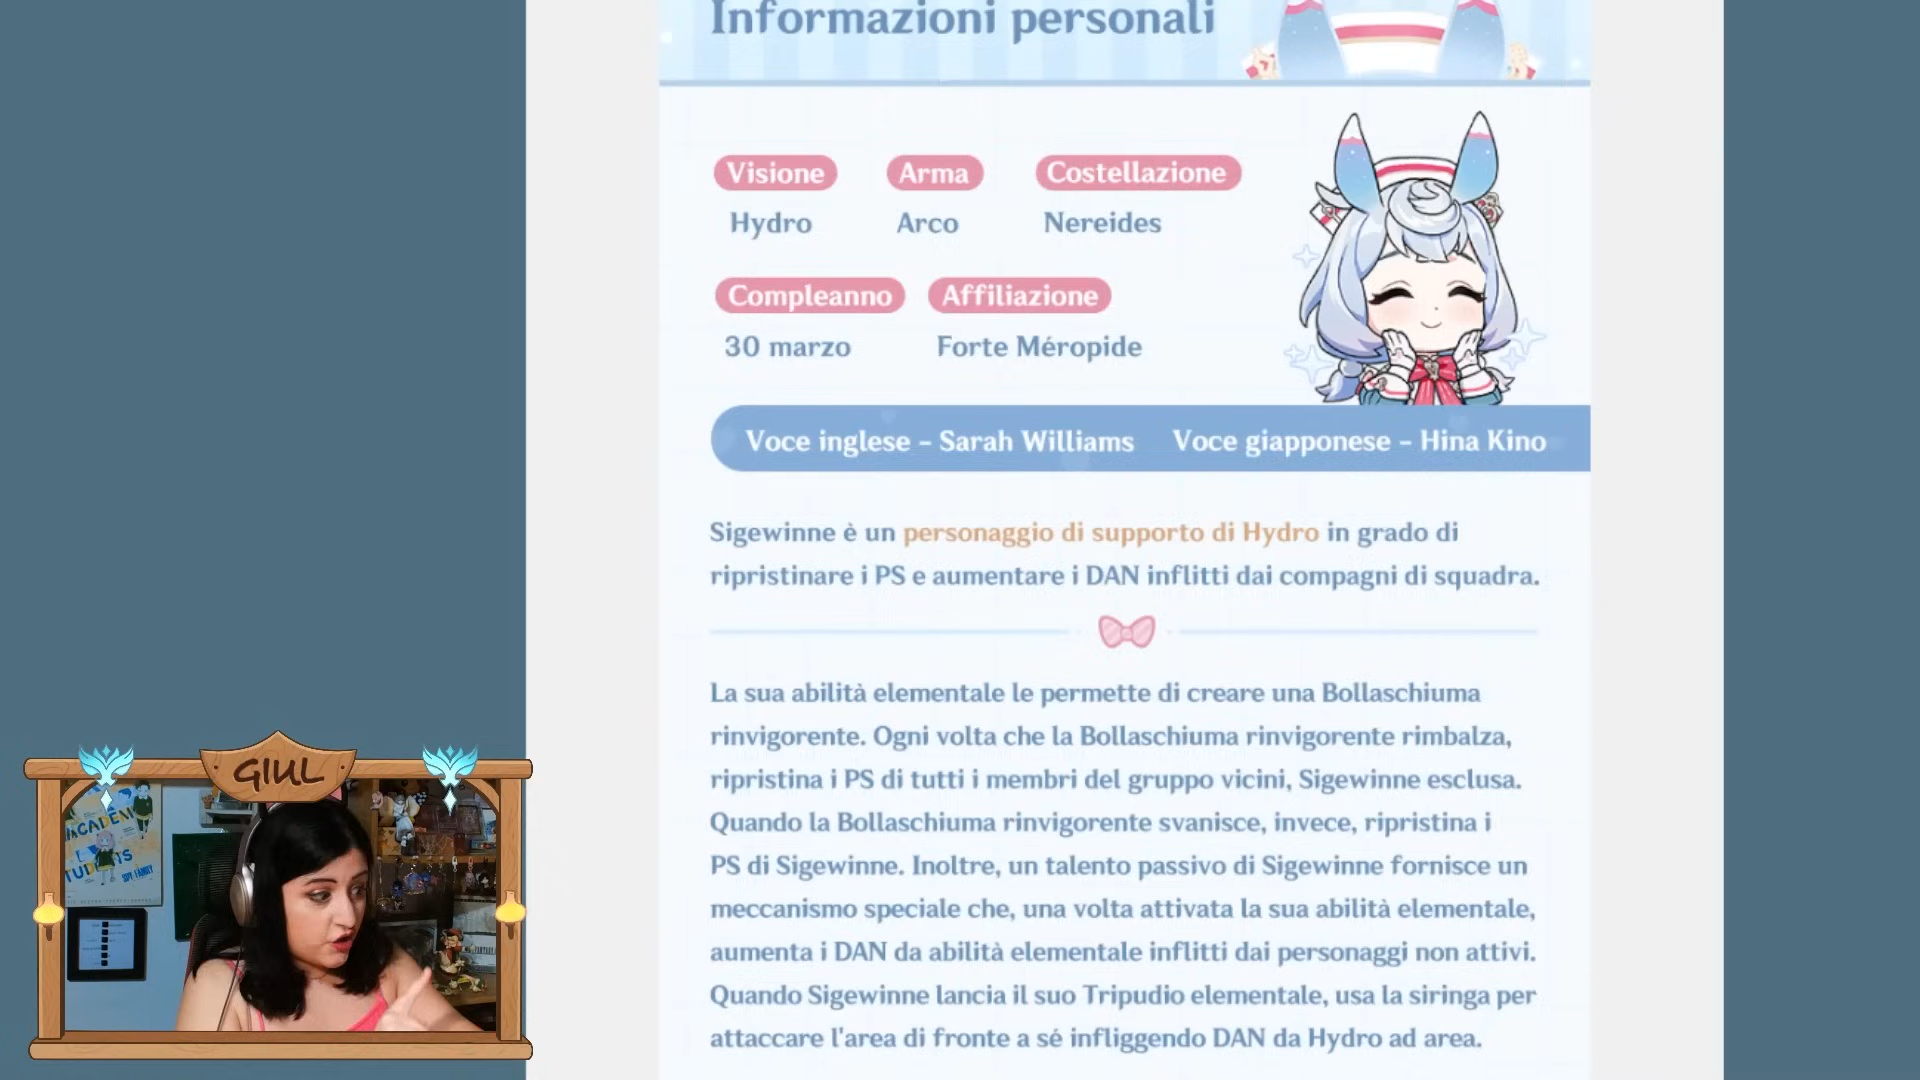 Informazioni personali
Visione Arma Costellazione
Hydro Arco Nereides
Compleanno Affiliazione
30 marzo Forte Méropide
Voce inglese – Sarah Williams Voce giapponese – Hina Kino
Sigewinne è un personaggio di supporto di Hydro in grado di
ripristinare i PS e aumentare i DAN inflitti dai compagni di squadra.
La sua abilità elementale le permette di creare una Bollaschiuma
rinvigorente. Ogni volta che la Bollaschiuma rinvigorente rimbalza,
ripristina i PS di tutti i membri del gruppo vicini, Sigewinne esclusa.
Quando la Bollaschiuma rinvigorente svanisce, invece, ripristina i
PS di Sigewinne. Inoltre, un talento passivo di Sigewinne fornisce un
meccanismo speciale che, una volta attivata la sua abilità elementale,
aumenta i DAN da abilità elementale inflitti dai personaggi non attivi.
Quando Sigewinne lancia il suo Tripudio elementale, usa la siringa per
attaccare l'area di fronte a sé infliggendo DAN da Hydro ad area.
GIUL
SPY FAMILY